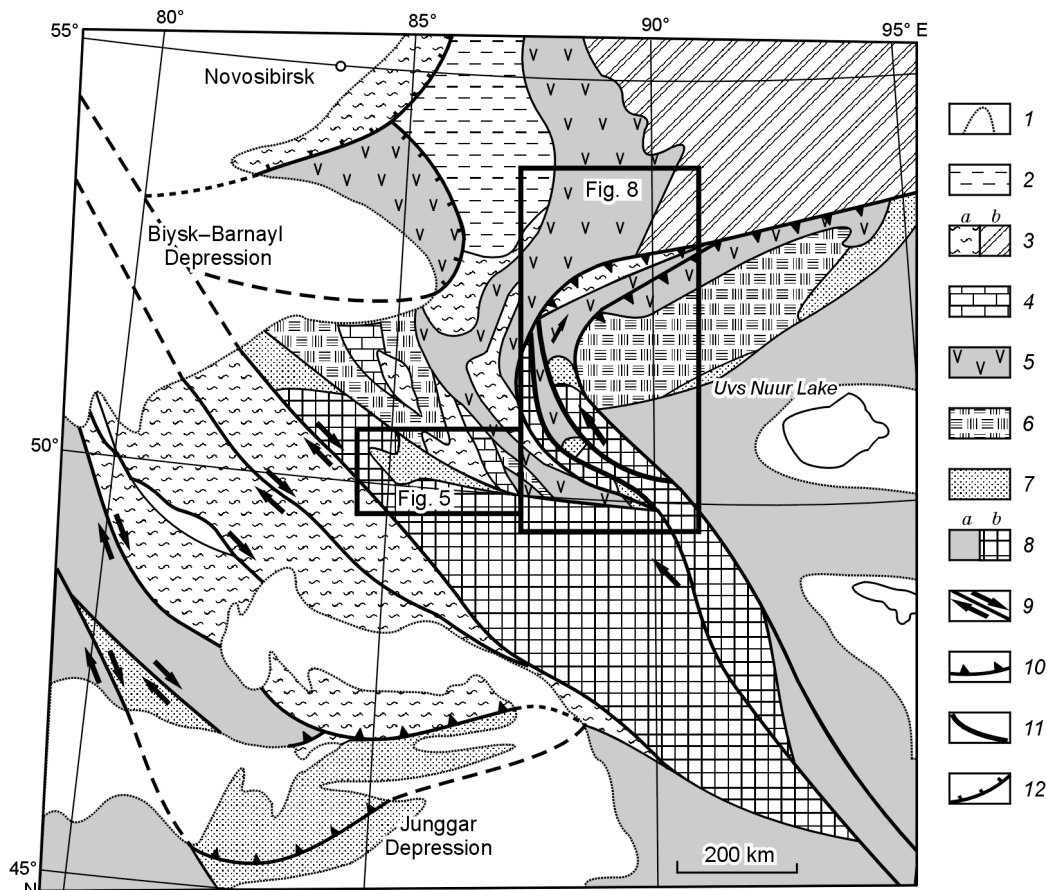 55°
80°
85°
90°
95° E
Novosibirsk
Fig. 8
Biysk–Barnayl
Depression
Uvs Nuur Lake
50°
Fig. 5
Junggar
Depression
200 km
45°
N
1
2
a b
3
4
5
6
7
a b
8
9
10
11
12